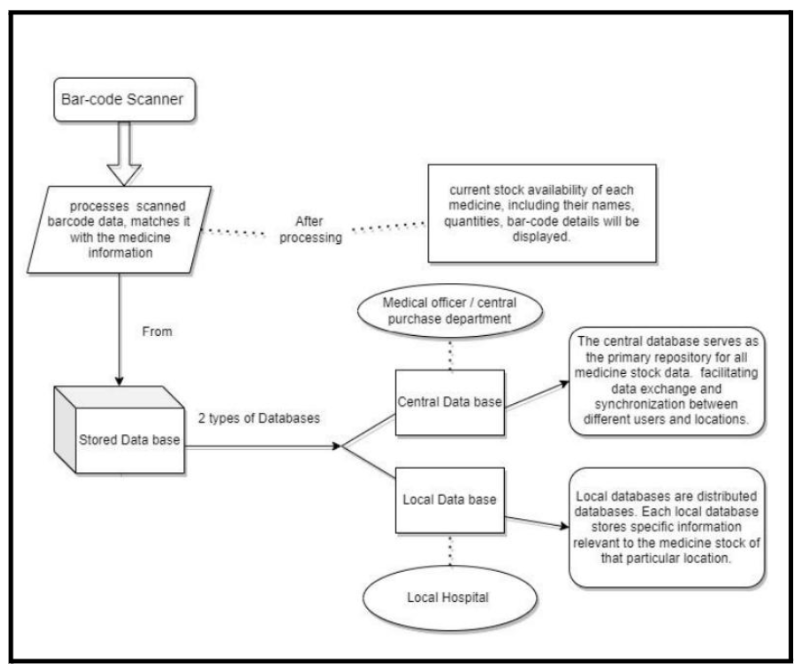 Bar-code Scanner
processes scanned
barcode data, matches it
with the medicine
information
After
processing
current stock availability of each
medicine, including their names,
quantities, bar-code details will be
displayed.
From
Medical officer / central
purchase department
The central database serves as
the primary repository for all
medicine stock data. facilitating
data exchange and
synchronization between
different users and locations.
Stored Data base
2 types of Databases
Central Data base
Local Data base
Local databases are distributed
databases. Each local database
stores specific information
relevant to the medicine stock of
that particular location.
Local Hospital